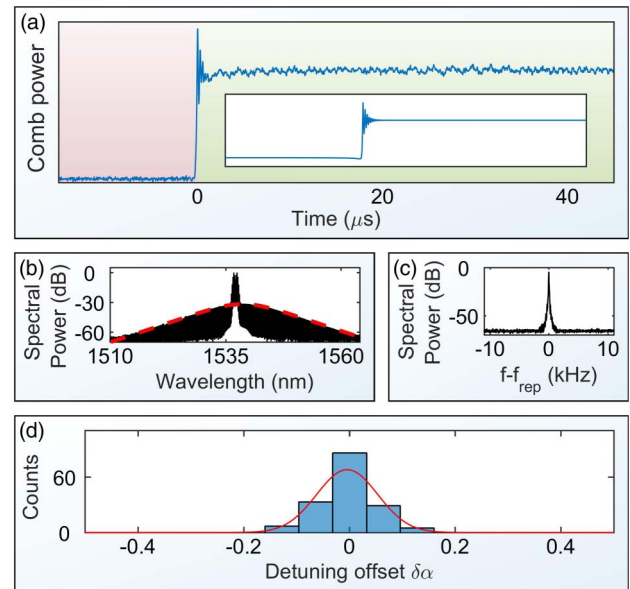 (a)
Comb power
0
20
40
Time (μs)
(b)
Spectral
Power (dB)
0
-30
-60
1510
1535
1560
Wavelength (nm)
(c)
Spectral
Power (dB)
0
-50
-10
0
10
f-f_rep (kHz)
(d)
Counts
60
0
-0.4
-0.2
0
0.2
0.4
Detuning offset δα